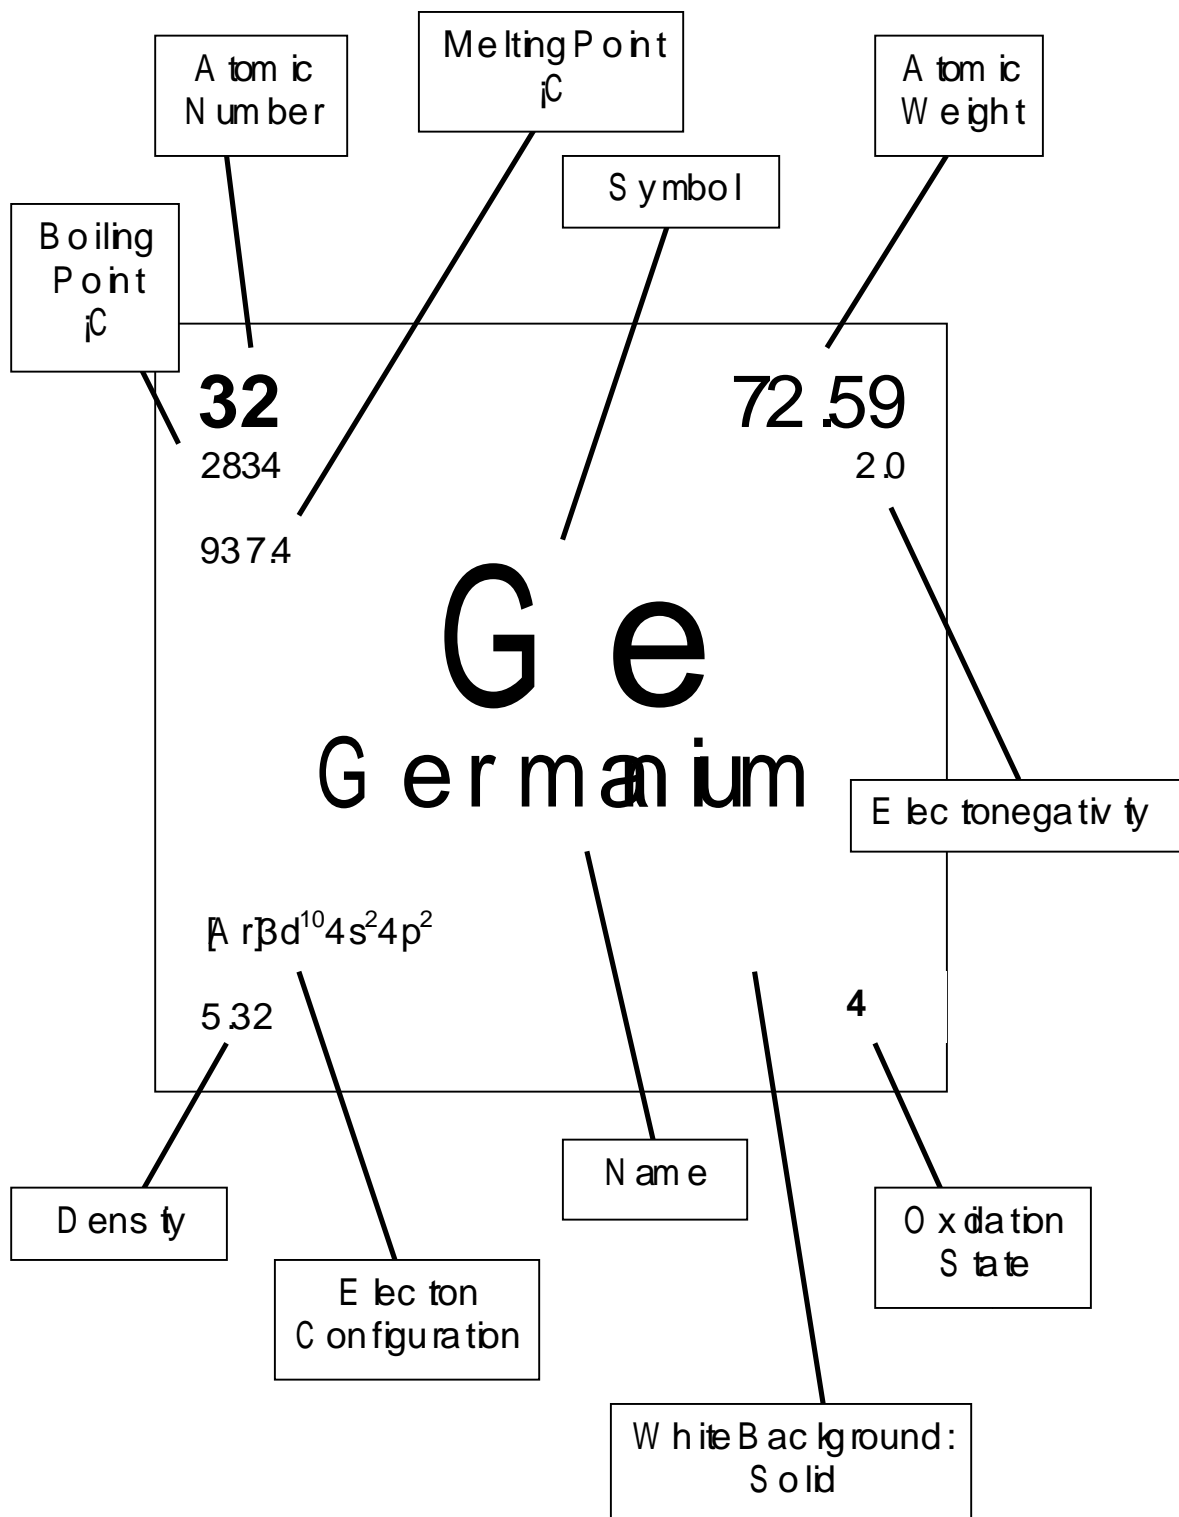 Melting Point
¡C
Atomic
Number
Atomic
Weight
Symbol
Boiling
Point
¡C
32
72.59
2834
2.0
937.4
Ge
Germanium
Electonegativity
[Ar]3d¹⁰4s²4p²
5.32
4
Name
Density
Oxidation
State
Electron
Configuration
White Background:
Solid